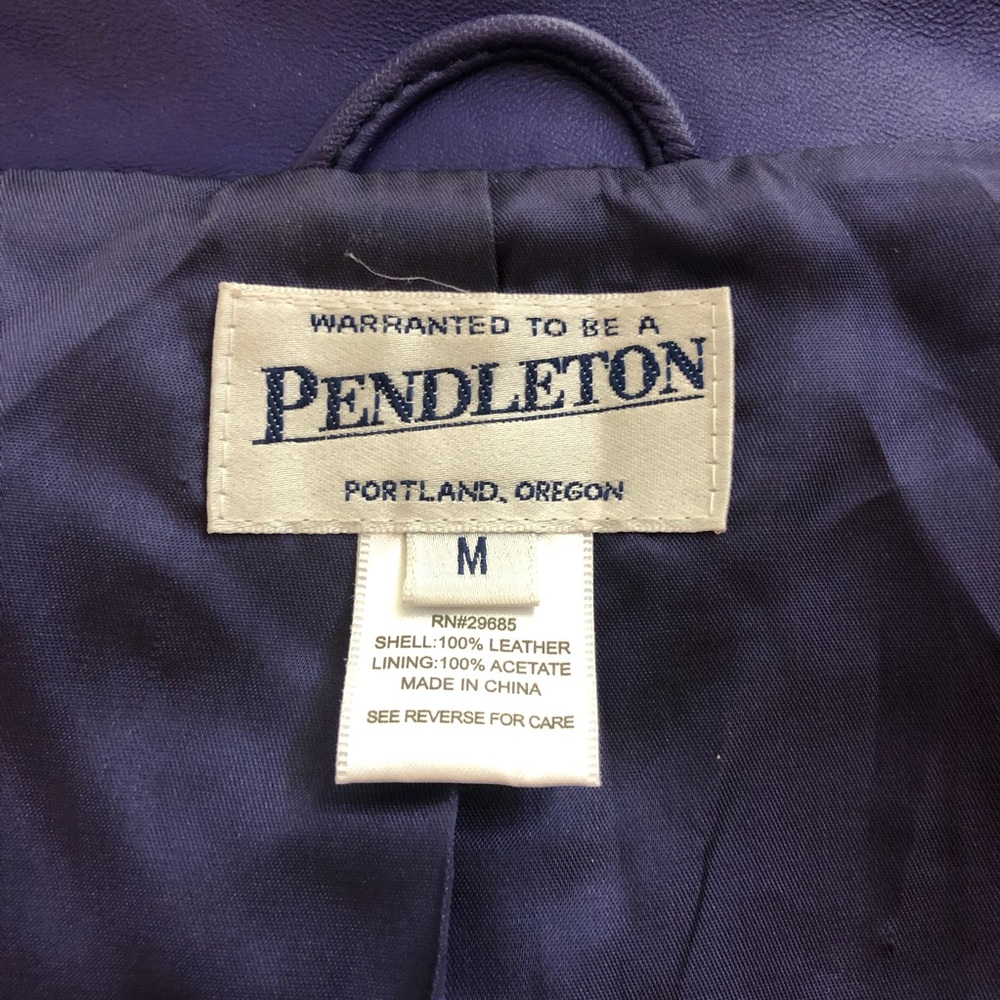 WARRANTED TO BE A
PENDLETON
PORTLAND, OREGON
M
RN#29685
SHELL:100% LEATHER
LINING:100% ACETATE
MADE IN CHINA
SEE REVERSE FOR CARE